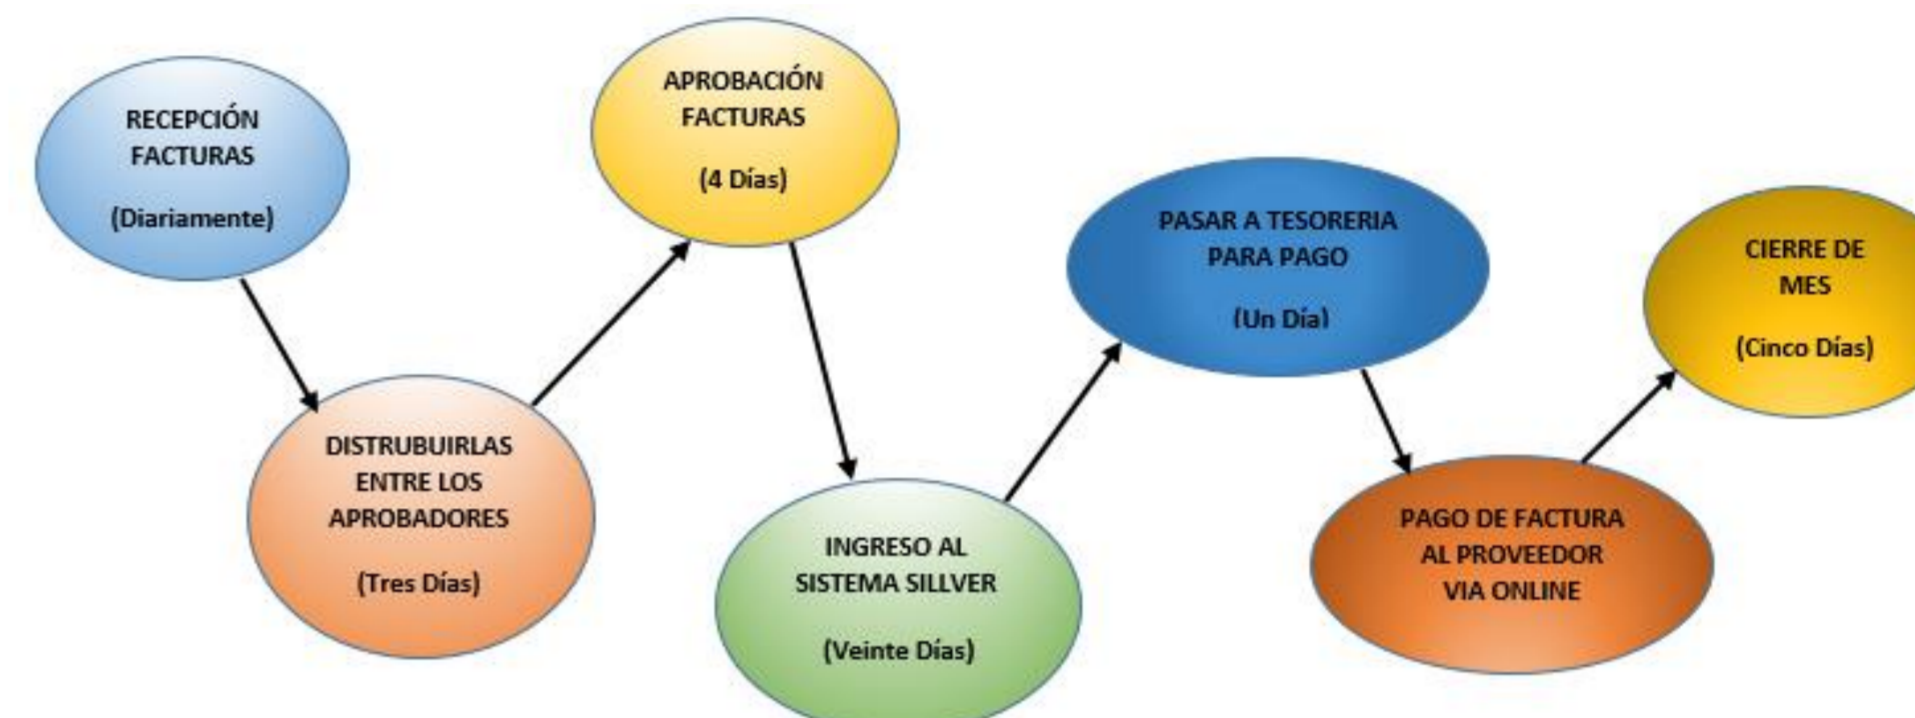 RECEPCIÓN
FACTURAS
(Diariamente)
DISTRUBUIRLAS
ENTRE LOS
APROBADORES
(Tres Días)
APROBACIÓN
FACTURAS
(4 Días)
INGRESO AL
SISTEMA SILLVER
(Veinte Días)
PASAR A TESORERIA
PARA PAGO
(Un Día)
PAGO DE FACTURA
AL PROVEEDOR
VIA ONLINE
CIERRE DE
MES
(Cinco Días)